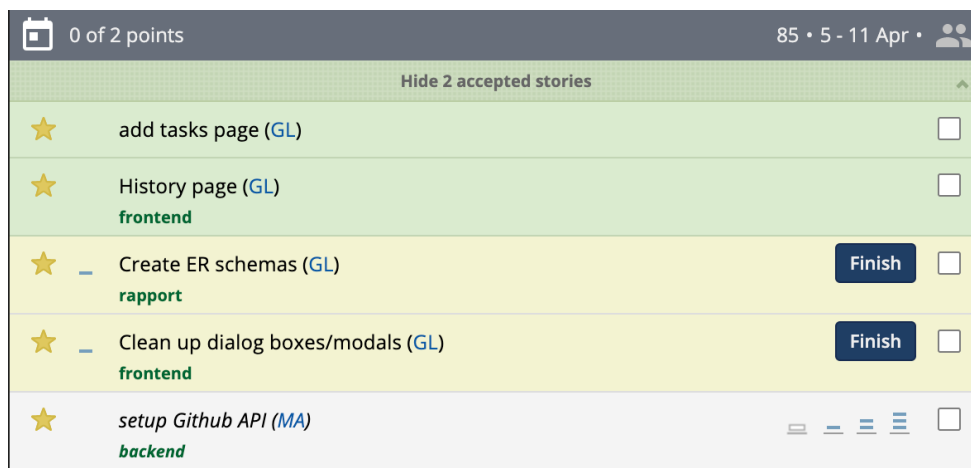 0 of 2 points 85 • 5 - 11 Apr •
Hide 2 accepted stories
add tasks page (GL)
History page (GL)
frontend
Create ER schemas (GL) Finish
rapport
Clean up dialog boxes/modals (GL) Finish
frontend
setup Github API (MA)
backend